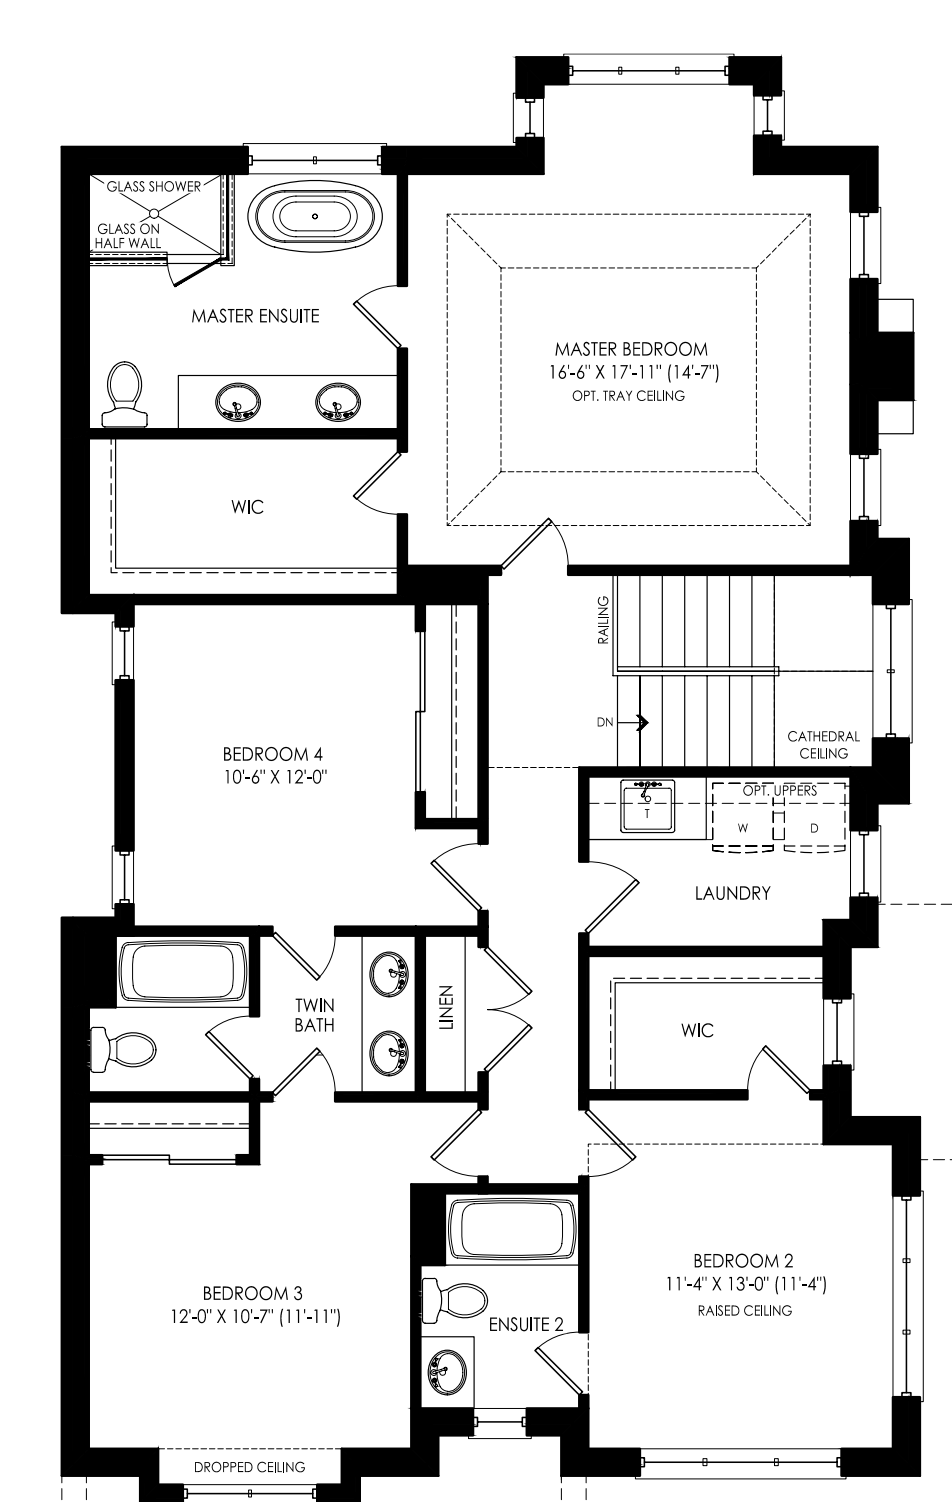 GLASS SHOWER
GLASS ON
HALF WALL
MASTER ENSUITE
MASTER BEDROOM
16'-6" X 17'-11" (14'-7")
OPT. TRAY CEILING
WIC
RAILING
DN
CATHEDRAL
CEILING
BEDROOM 4
10'-6" X 12'-0"
OPT. UPPERS
T
W
D
LAUNDRY
TWIN
BATH
LINEN
WIC
BEDROOM 2
11'-4" X 13'-0" (11'-4")
RAISED CEILING
BEDROOM 3
12'-0" X 10'-7" (11'-11")
ENSUITE 2
DROPPED CEILING